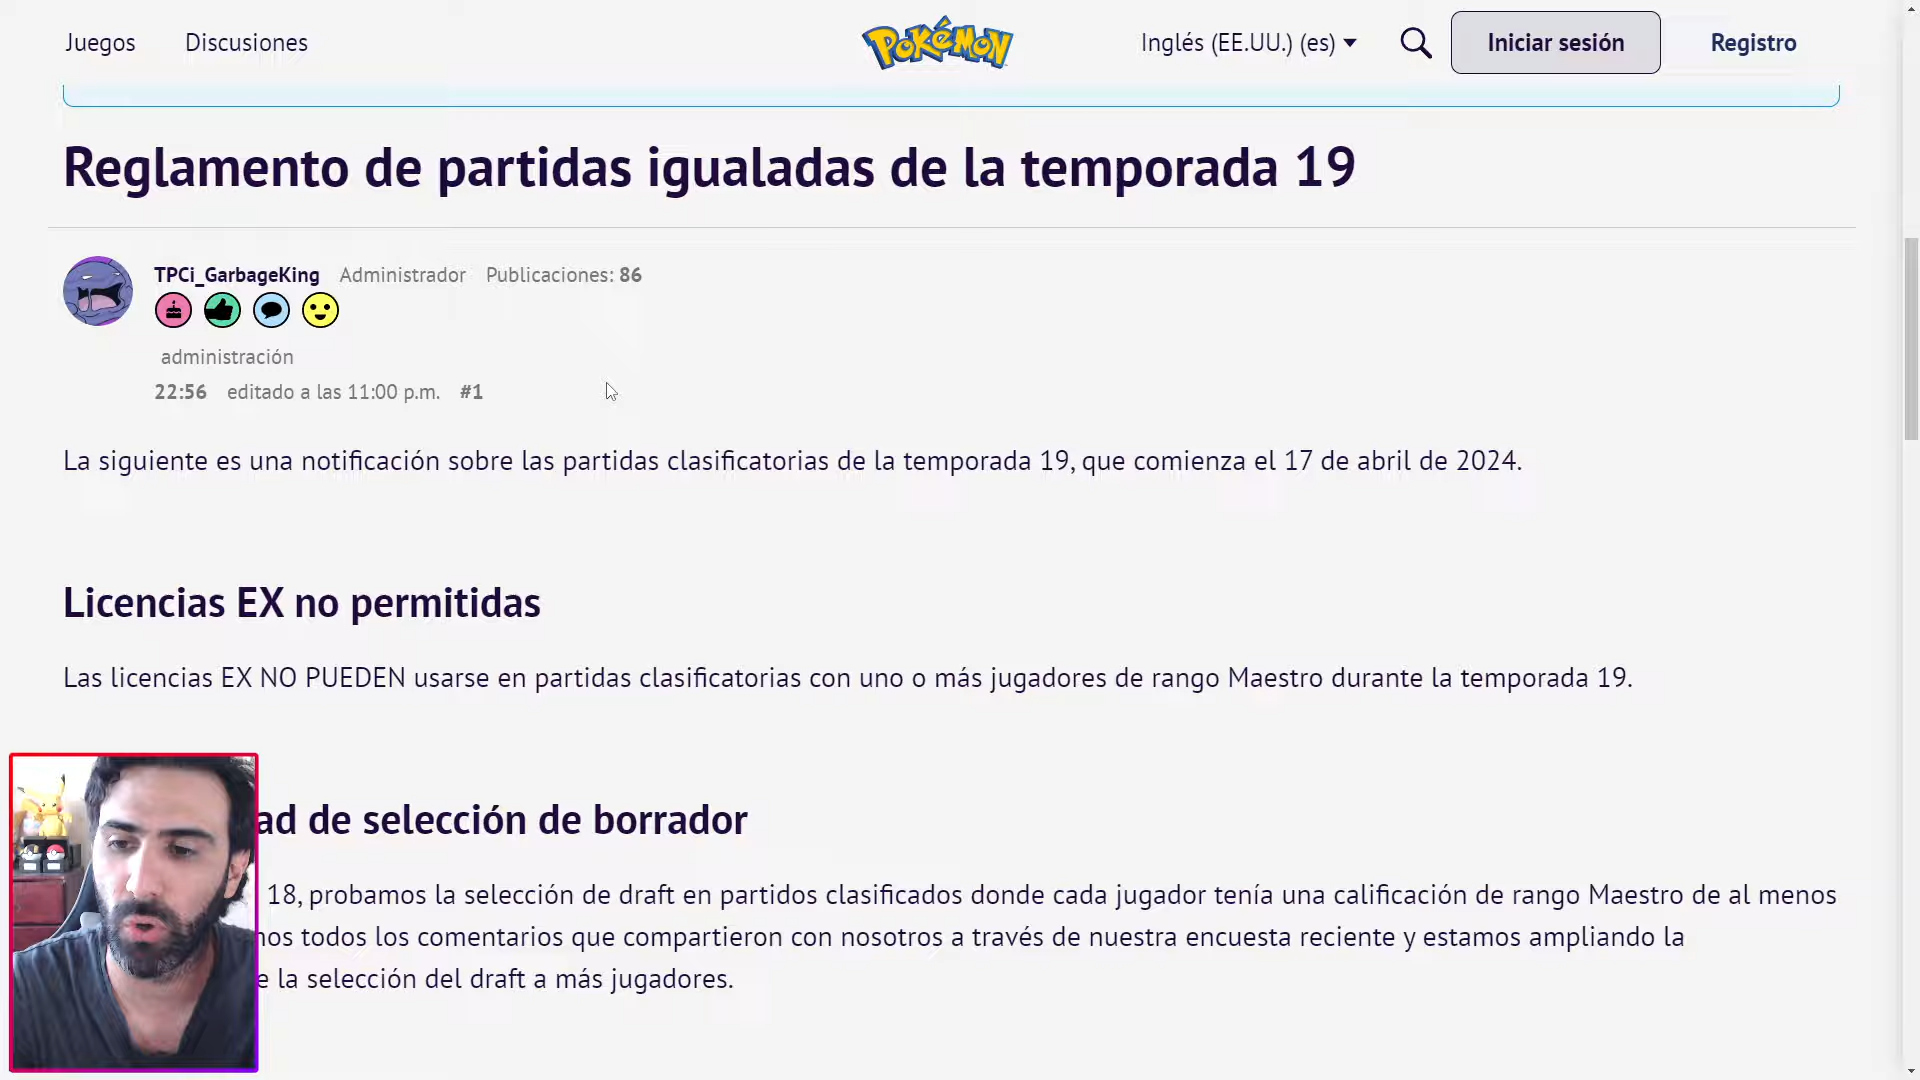 Juegos
Discusiones
POKéMON
Inglés (EE.UU.) (es)
Iniciar sesión
Registro
Reglamento de partidas igualadas de la temporada 19
TPCi_GarbageKing Administrador Publicaciones: 86
administración
22:56 editado a las 11:00 p.m. #1
La siguiente es una notificación sobre las partidas clasificatorias de la temporada 19, que comienza el 17 de abril de 2024.
Licencias EX no permitidas
Las licencias EX NO PUEDEN usarse en partidas clasificatorias con uno o más jugadores de rango Maestro durante la temporada 19.
ad de selección de borrador
18, probamos la selección de draft en partidos clasificados donde cada jugador tenía una calificación de rango Maestro de al menos
nos todos los comentarios que compartieron con nosotros a través de nuestra encuesta reciente y estamos ampliando la
e la selección del draft a más jugadores.